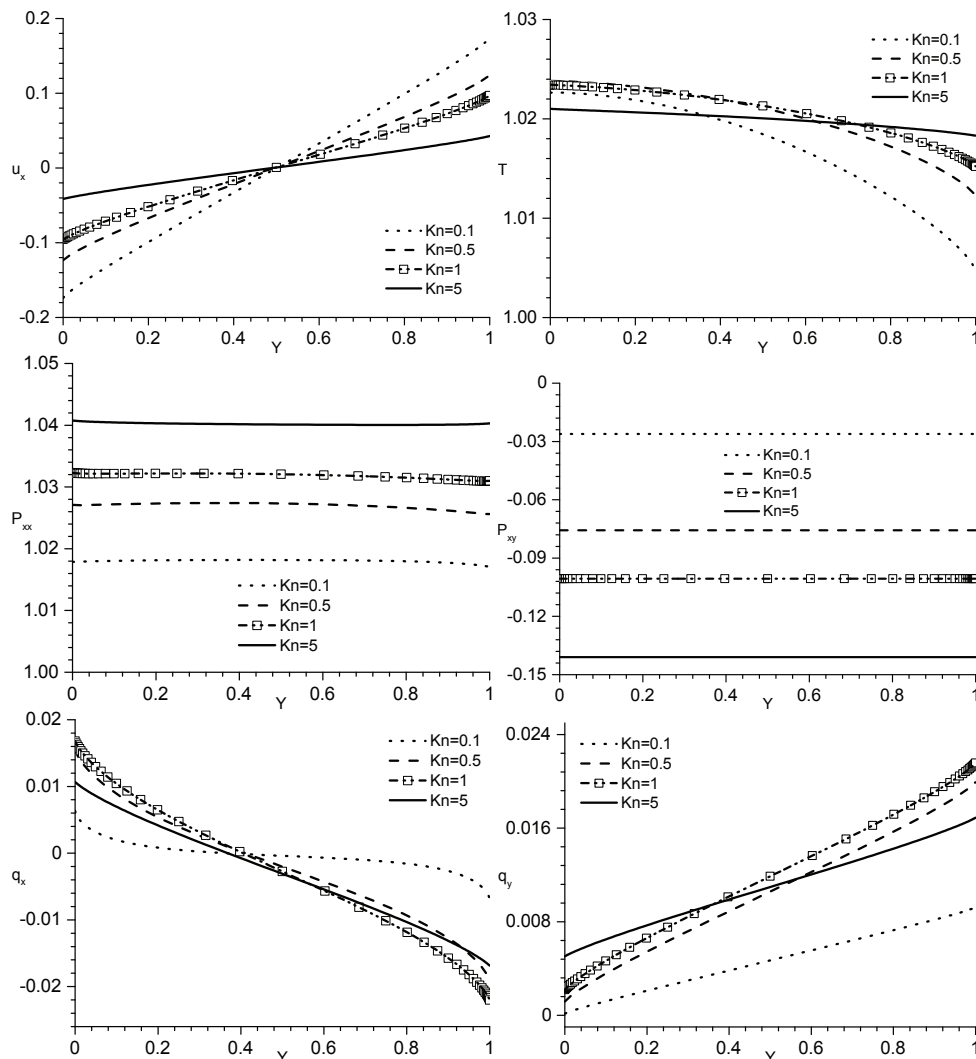 0.2
0.1
0
-0.1
-0.2
u_x
0 0.2 0.4 0.6 0.8 1
Y
Kn=0.1
Kn=0.5
Kn=1
Kn=5
1.03
1.02
1.01
1.00
T
0 0.2 0.4 0.6 0.8 1
Y
Kn=0.1
Kn=0.5
Kn=1
Kn=5
1.05
1.04
1.03
1.02
1.01
1.00
P_xx
0 0.2 0.4 0.6 0.8 1
Y
Kn=0.1
Kn=0.5
Kn=1
Kn=5
0
-0.03
-0.06
-0.09
-0.12
-0.15
P_xy
0 0.2 0.4 0.6 0.8 1
Y
Kn=0.1
Kn=0.5
Kn=1
Kn=5
0.02
0.01
0
-0.01
-0.02
q_x
0 0.2 0.4 0.6 0.8 1
Y
Kn=0.1
Kn=0.5
Kn=1
Kn=5
0.024
0.016
0.008
0
q_y
0 0.2 0.4 0.6 0.8 1
Y
Kn=0.1
Kn=0.5
Kn=1
Kn=5